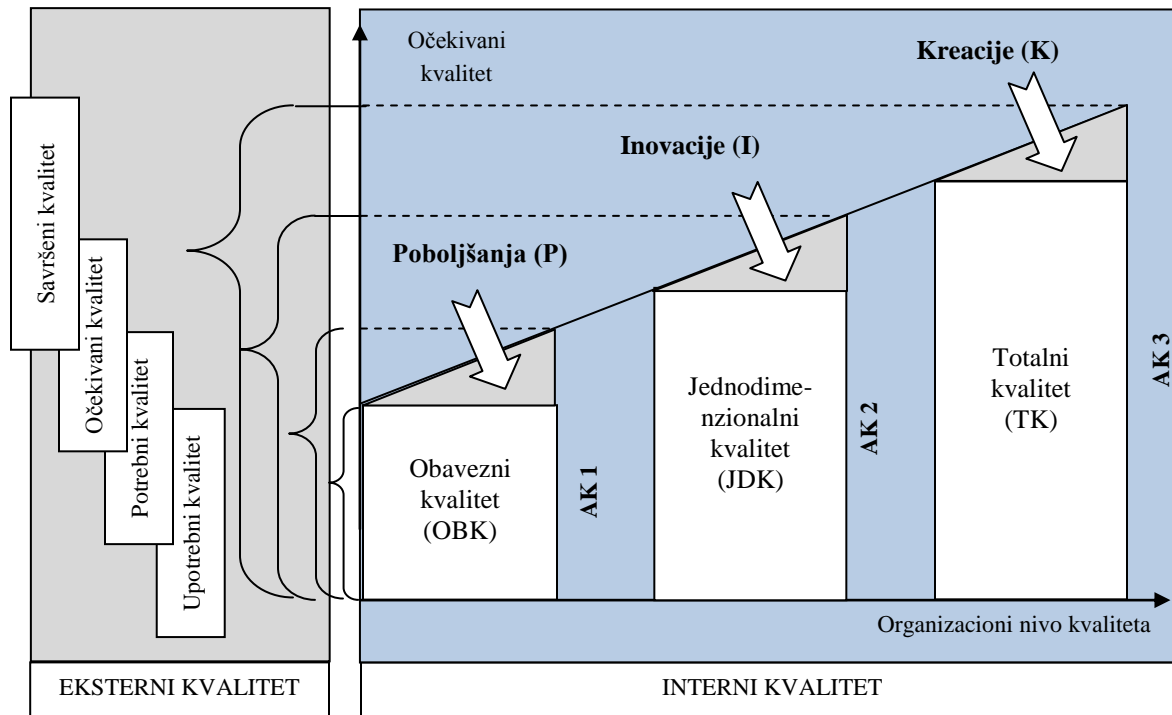 Očekivani
kvalitet
Kreacije (K)
Inovacije (I)
Poboljšanja (P)
Savršeni kvalitet
Očekivani kvalitet
Potrebni kvalitet
Upotrebni kvalitet
Obavezni
kvalitet
(OBK)
AK 1
Jednodime-
nzionalni
kvalitet
(JDK)
AK 2
Totalni
kvalitet
(TK)
AK 3
Organizacioni nivo kvaliteta
EKSTERNI KVALITET
INTERNI KVALITET